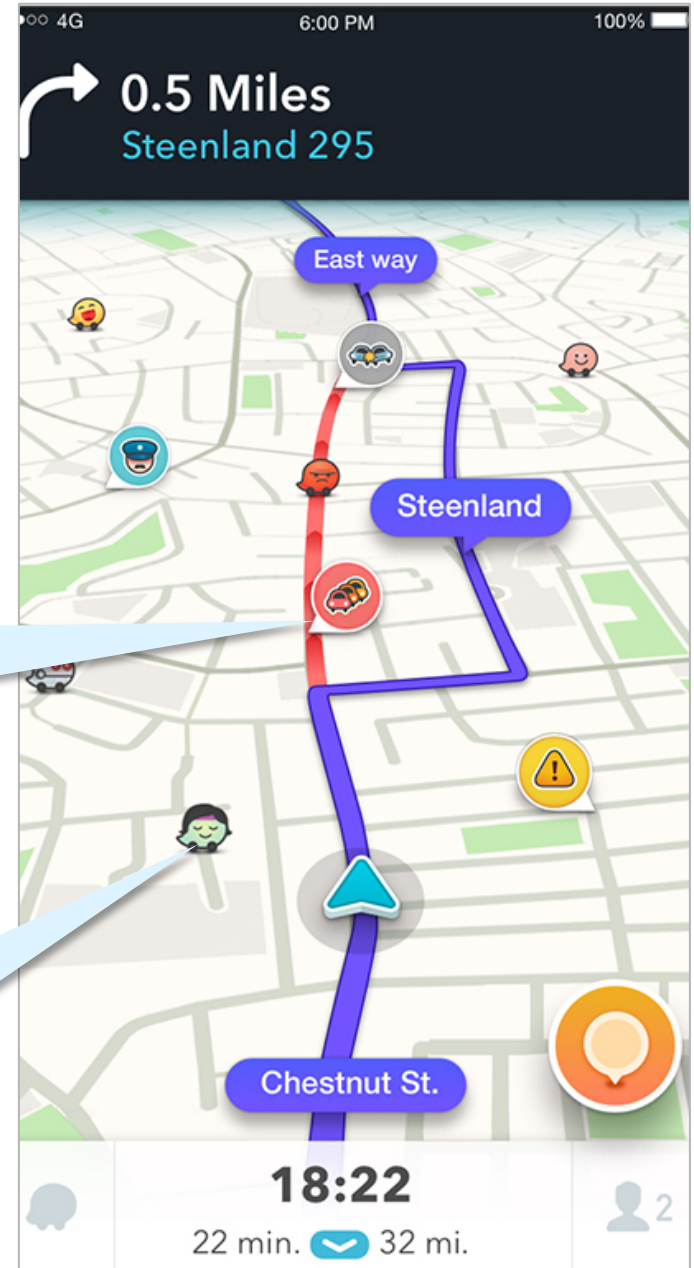 4G 6:00 PM 100%
0.5 Miles
Steenland 295
East way
Steenland
!
Chestnut St.
18:22
2
22 min. 32 mi.